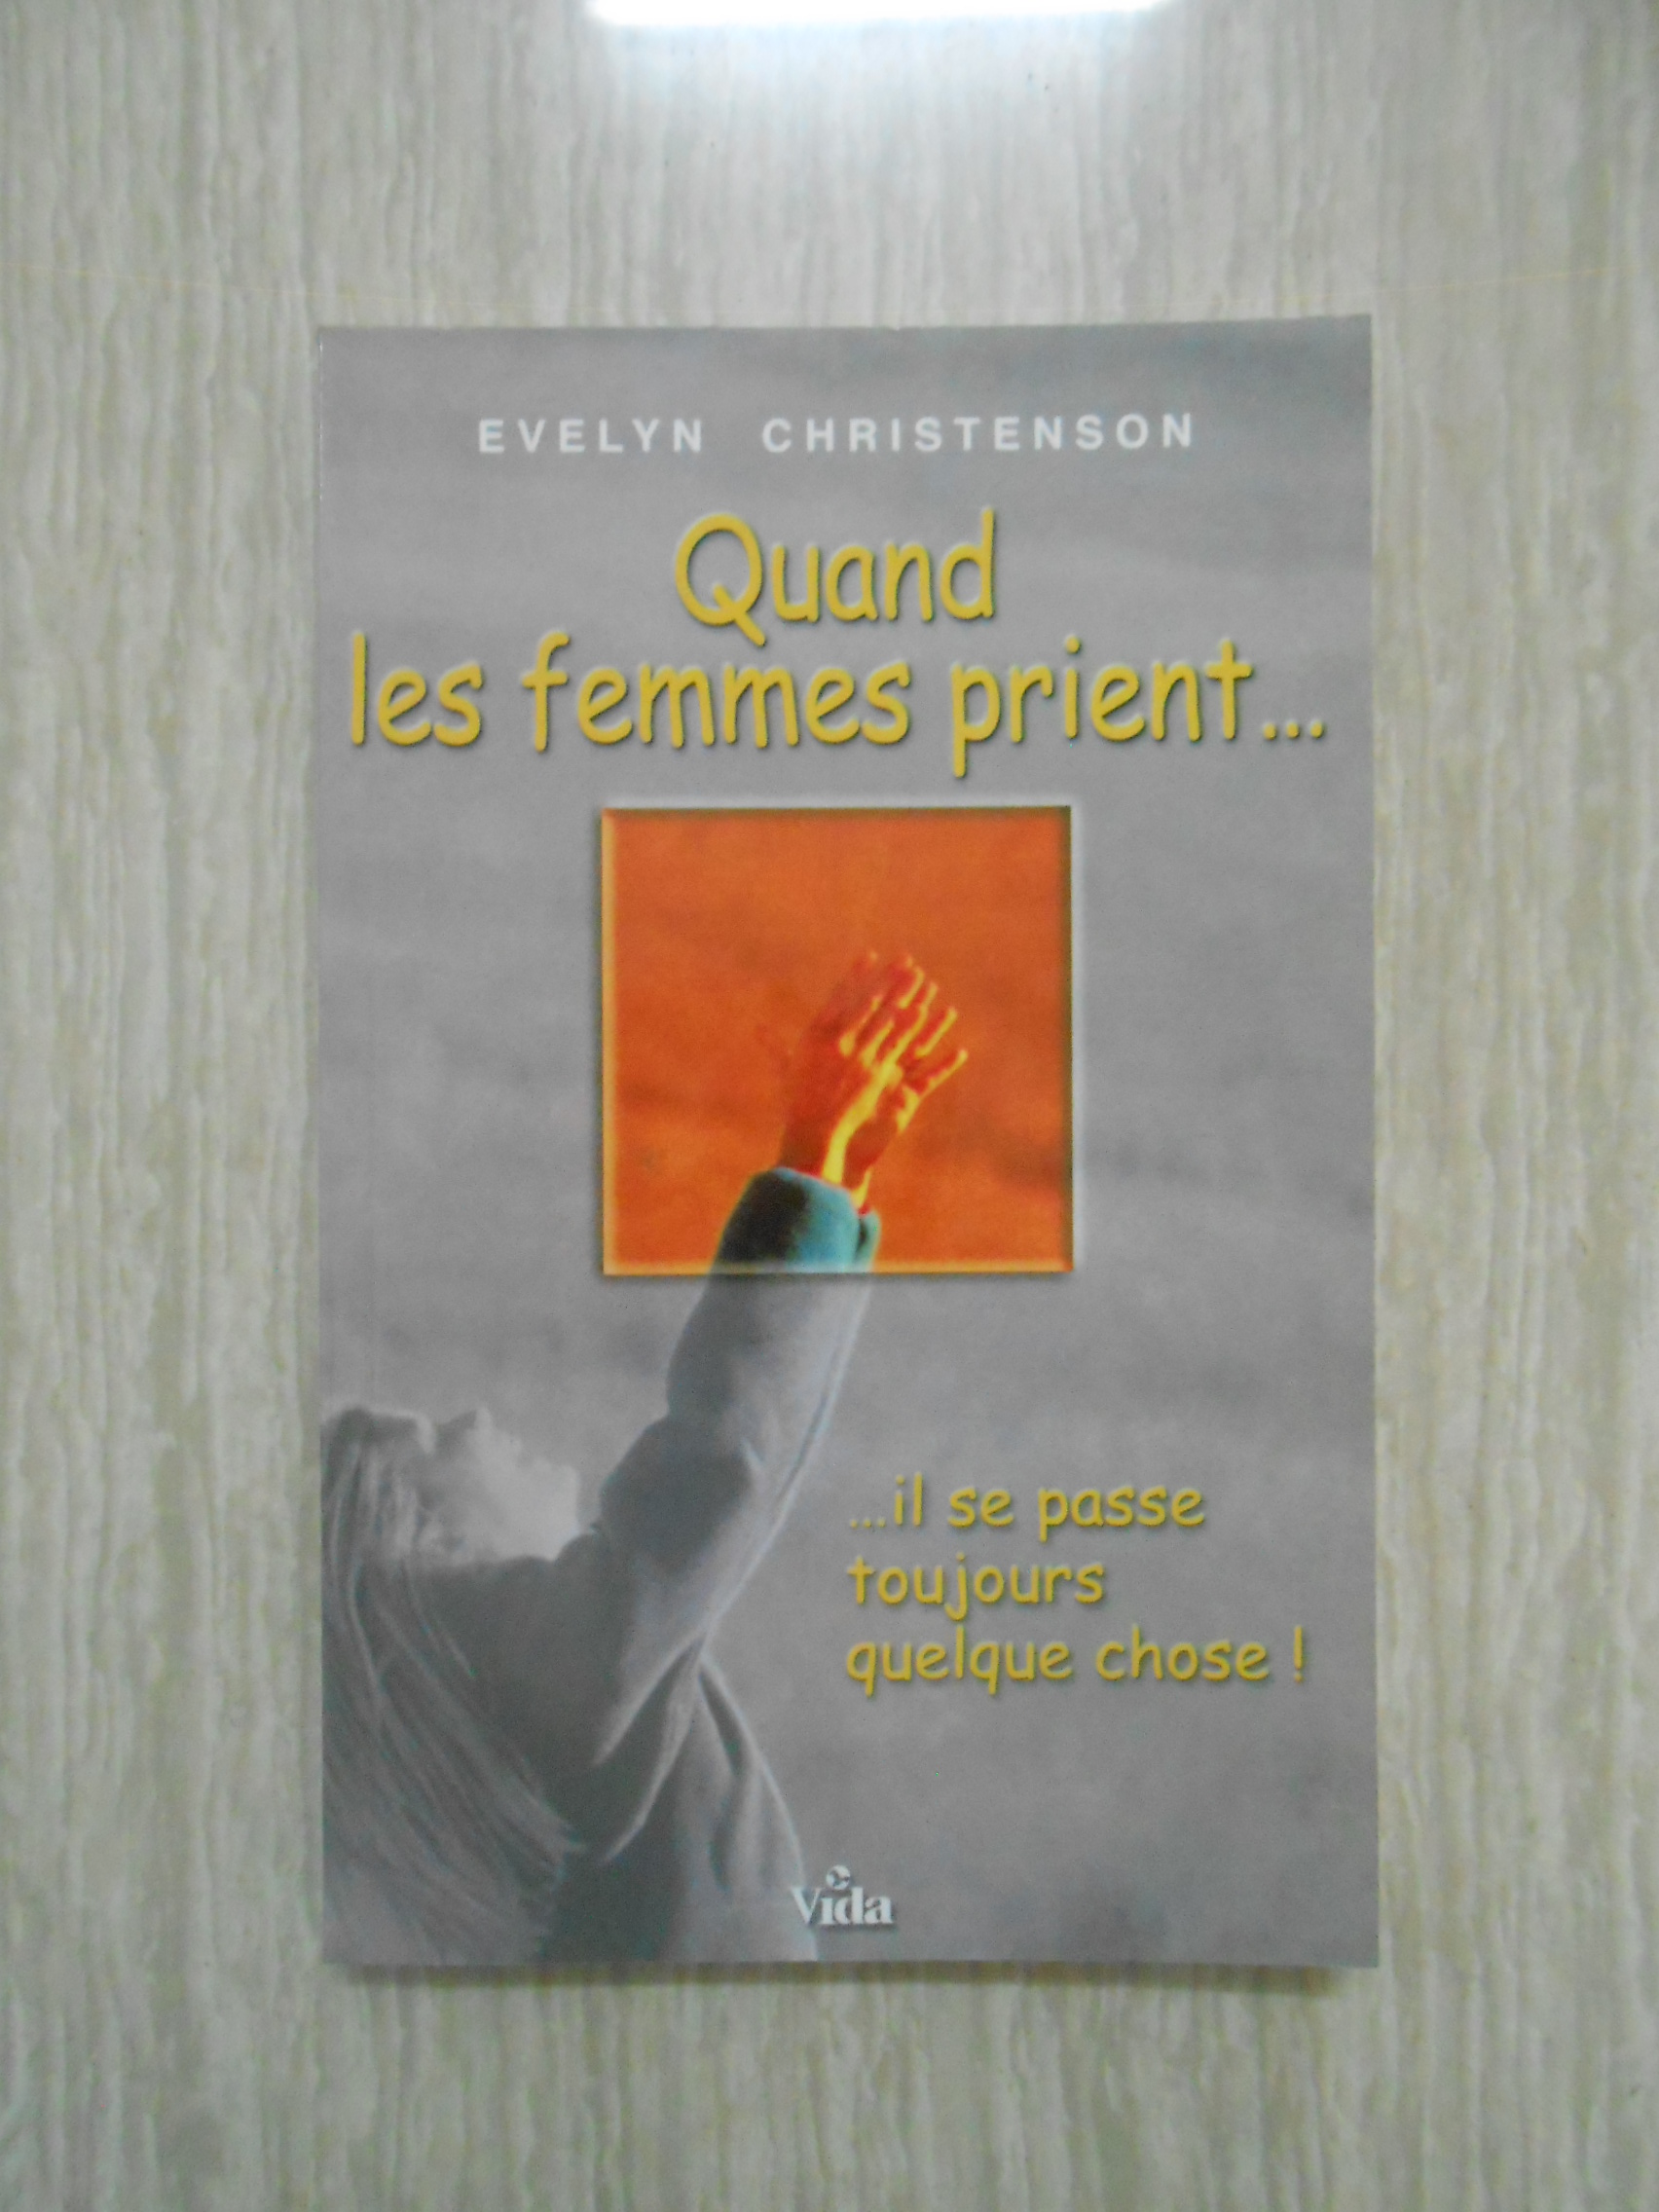 EVELYN CHRISTENSON
Quand
les femmes prient...
...il se passe
toujours
quelque chose !
Vida